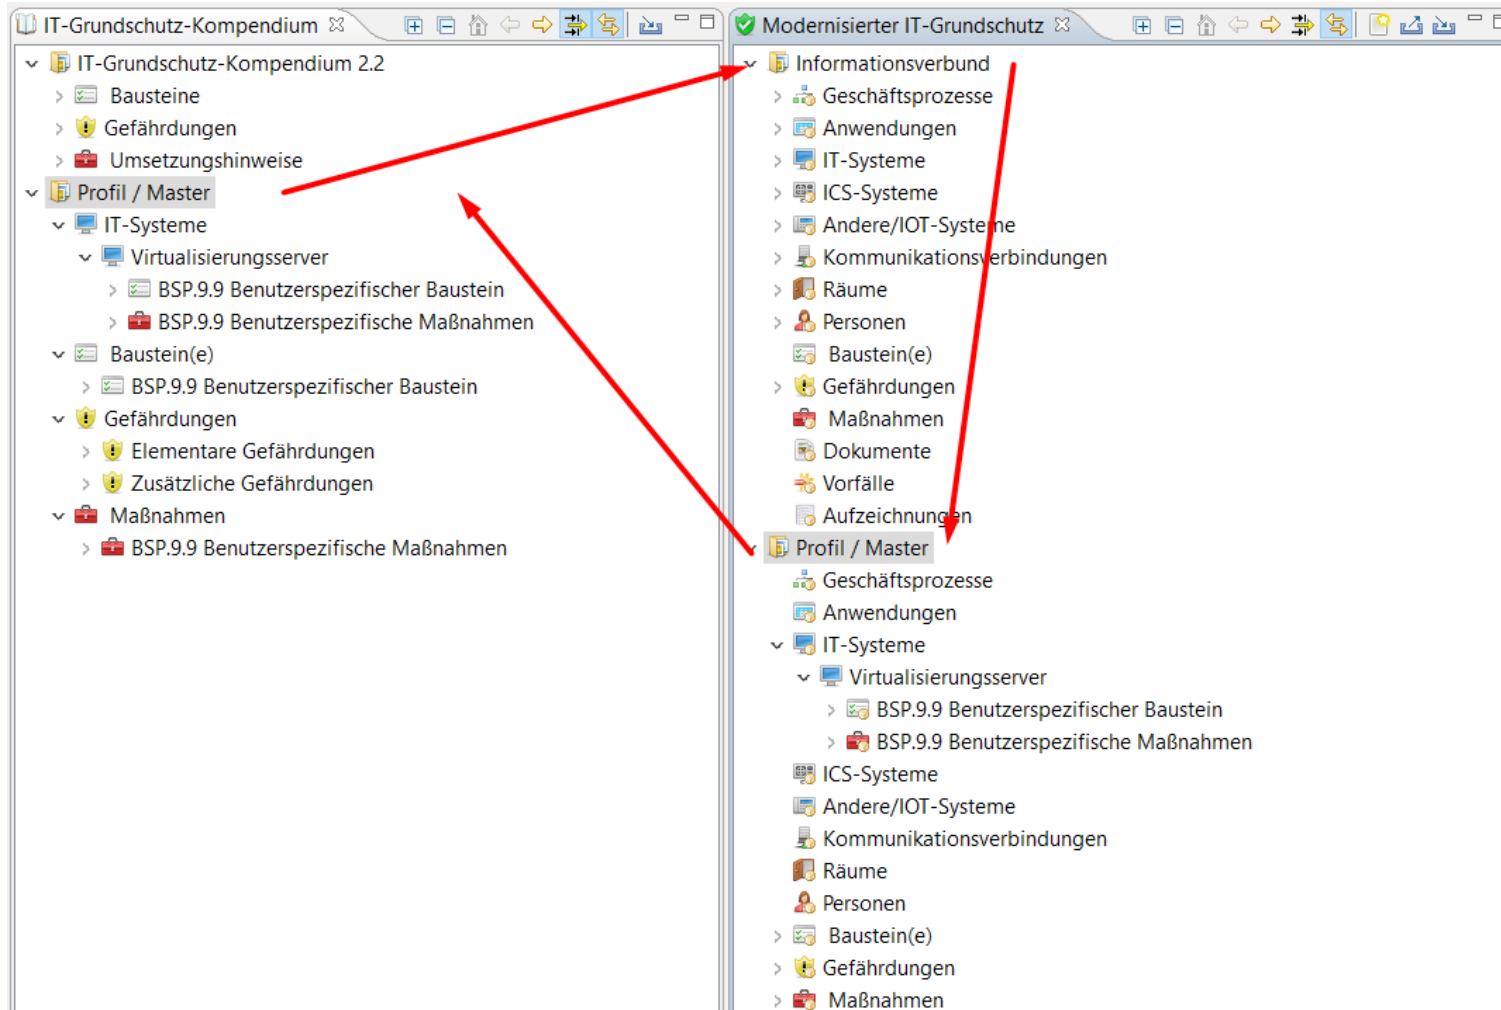 IT-Grundschutz-Kompendium
IT-Grundschutz-Kompendium 2.2
Bausteine
Gefährdungen
Umsetzungshinweise
Profil / Master
IT-Systeme
Virtualisierungsserver
BSP.9.9 Benutzerspezifischer Baustein
BSP.9.9 Benutzerspezifische Maßnahmen
Baustein(e)
BSP.9.9 Benutzerspezifischer Baustein
Gefährdungen
Elementare Gefährdungen
Zusätzliche Gefährdungen
Maßnahmen
BSP.9.9 Benutzerspezifische Maßnahmen
Modernisierter IT-Grundschutz
Informationsverbund
Geschäftsprozesse
Anwendungen
IT-Systeme
ICS-Systeme
Andere/IOT-Systeme
Kommunikationsverbindungen
Räume
Personen
Baustein(e)
Gefährdungen
Maßnahmen
Dokumente
Vorfälle
Aufzeichnungen
Profil / Master
Geschäftsprozesse
Anwendungen
IT-Systeme
Virtualisierungsserver
BSP.9.9 Benutzerspezifischer Baustein
BSP.9.9 Benutzerspezifische Maßnahmen
ICS-Systeme
Andere/IOT-Systeme
Kommunikationsverbindungen
Räume
Personen
Baustein(e)
Gefährdungen
Maßnahmen